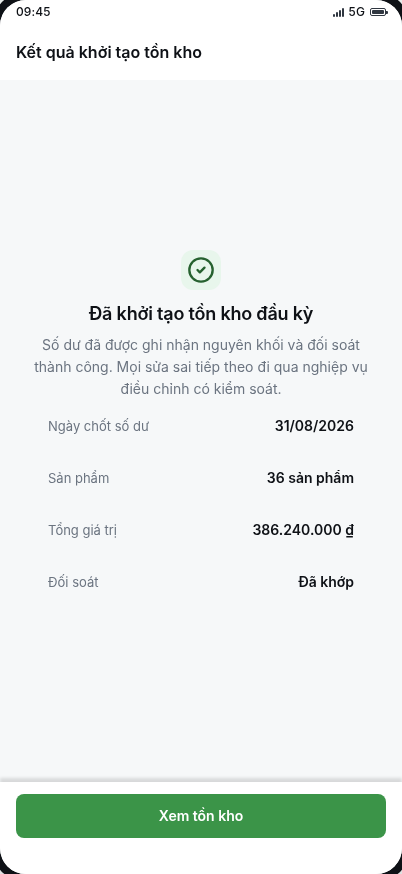 09:45
5G
Kết quả khởi tạo tồn kho
Đã khởi tạo tồn kho đầu kỳ
Số dư đã được ghi nhận nguyên khối và đối soát
thành công. Mọi sửa sai tiếp theo đi qua nghiệp vụ
điều chỉnh có kiểm soát.
Ngày chốt số dư 31/08/2026
Sản phẩm 36 sản phẩm
Tổng giá trị 386.240.000 ₫
Đối soát Đã khớp
Xem tồn kho